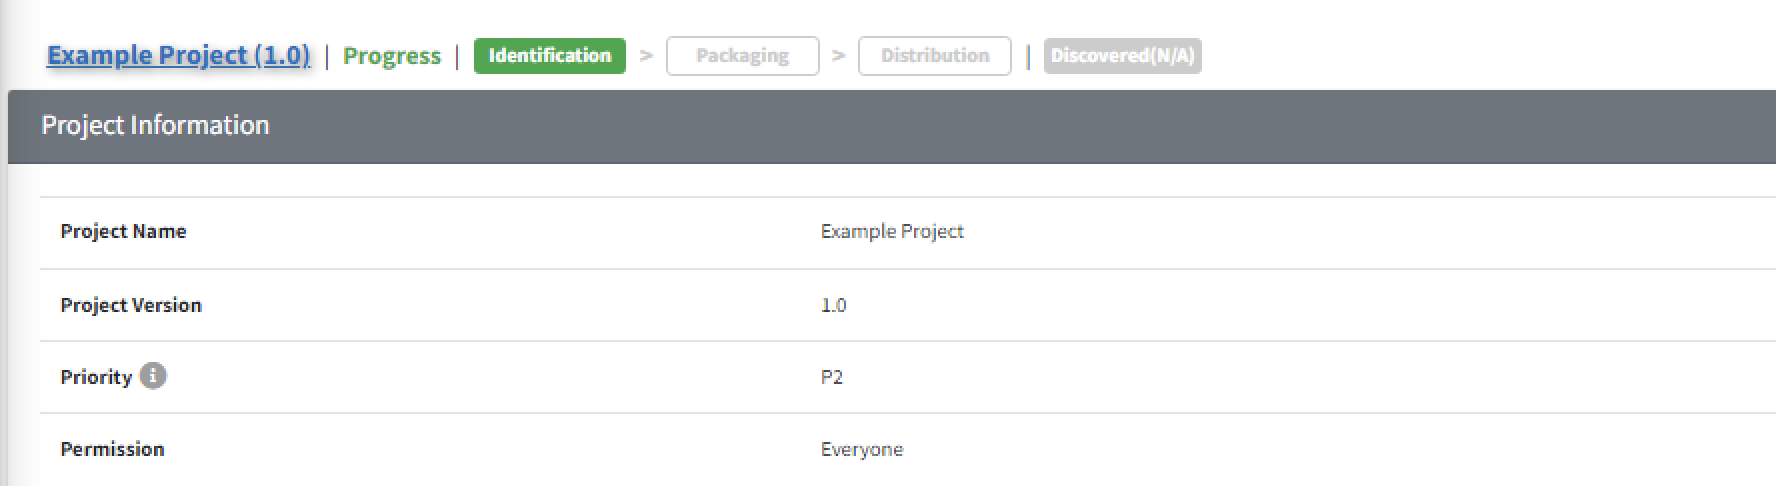 Example Project (1.0) | Progress | Identification > Packaging > Distribution | Discovered(N/A)
Project Information
Project Name Example Project
Project Version 1.0
Priority i P2
Permission Everyone